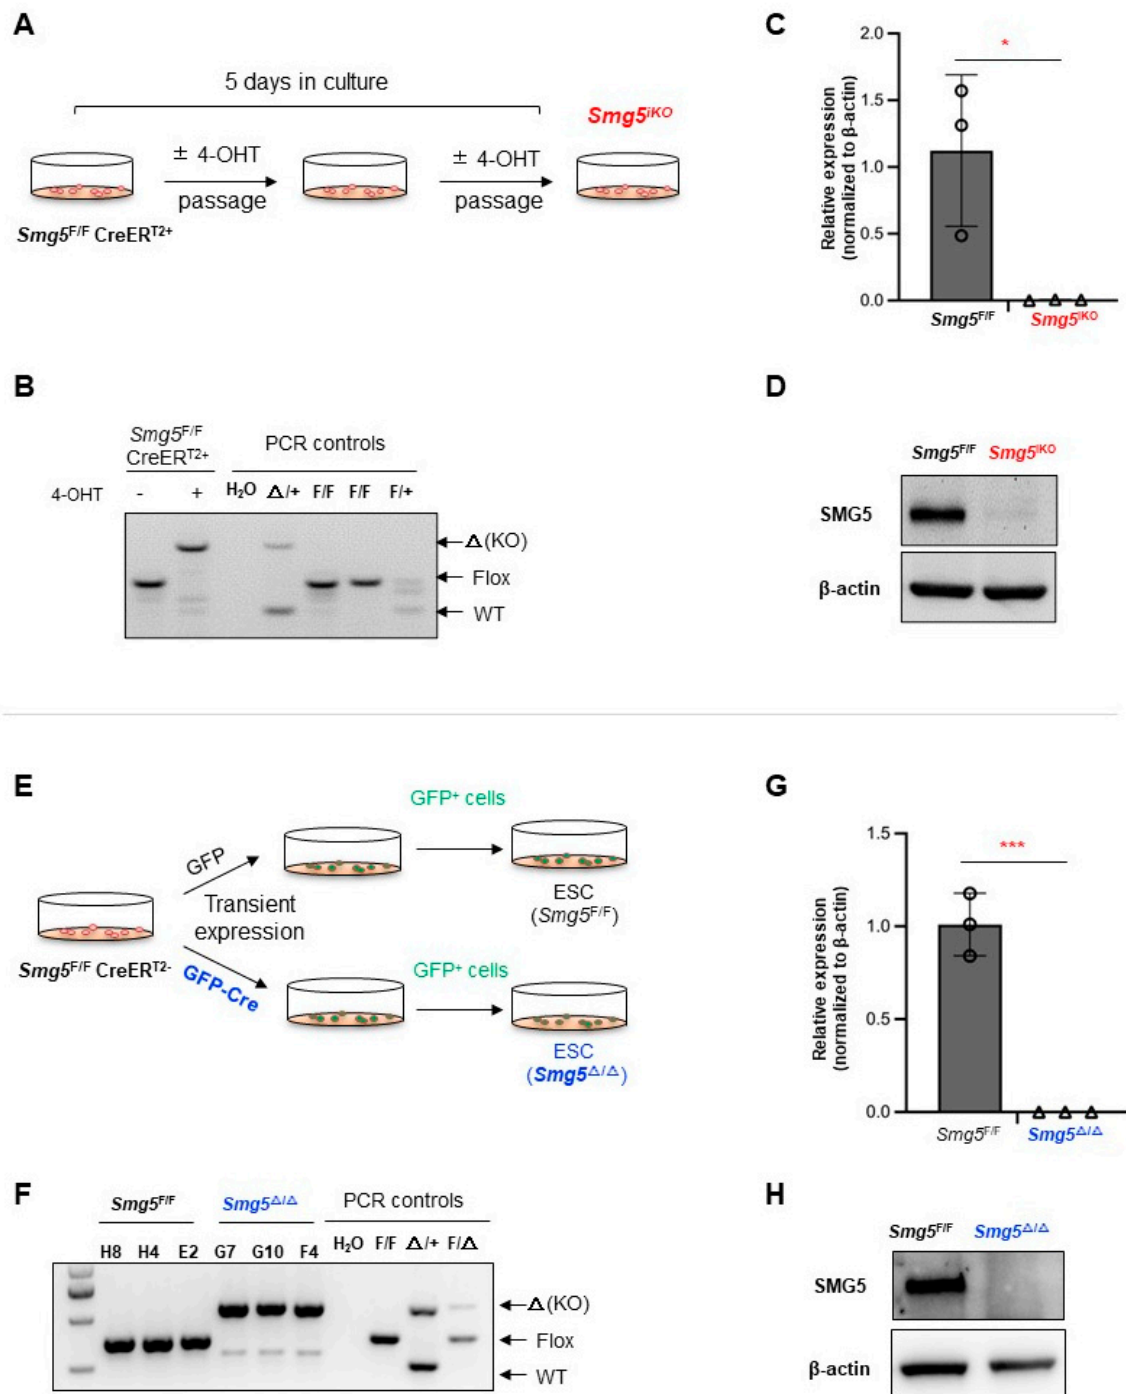 A
5 days in culture
Smg5iKO
± 4-OHT
passage
± 4-OHT
passage
Smg5F/F CreERT2+
C
2.0
1.5
1.0
0.5
0.0
Relative expression
(normalized to β-actin)
*
Smg5F/F
Smg5iKO
B
Smg5F/F
CreERT2+
PCR controls
4-OHT
-
+
H2O
Δ/+
F/F
F/F
F/+
Δ(KO)
Flox
WT
D
Smg5F/F
Smg5iKO
SMG5
β-actin
E
GFP+ cells
GFP
Transient
expression
ESC
(Smg5F/F)
Smg5F/F CreERT2-
GFP-Cre
GFP+ cells
ESC
(Smg5Δ/Δ)
G
1.5
1.0
0.5
0.0
Relative expression
(normalized to β-actin)
***
Smg5F/F
Smg5Δ/Δ
F
Smg5F/F
Smg5Δ/Δ
PCR controls
H8
H4
E2
G7
G10
F4
H2O
F/F
Δ/+
F/Δ
Δ(KO)
Flox
WT
H
Smg5F/F
Smg5Δ/Δ
SMG5
β-actin